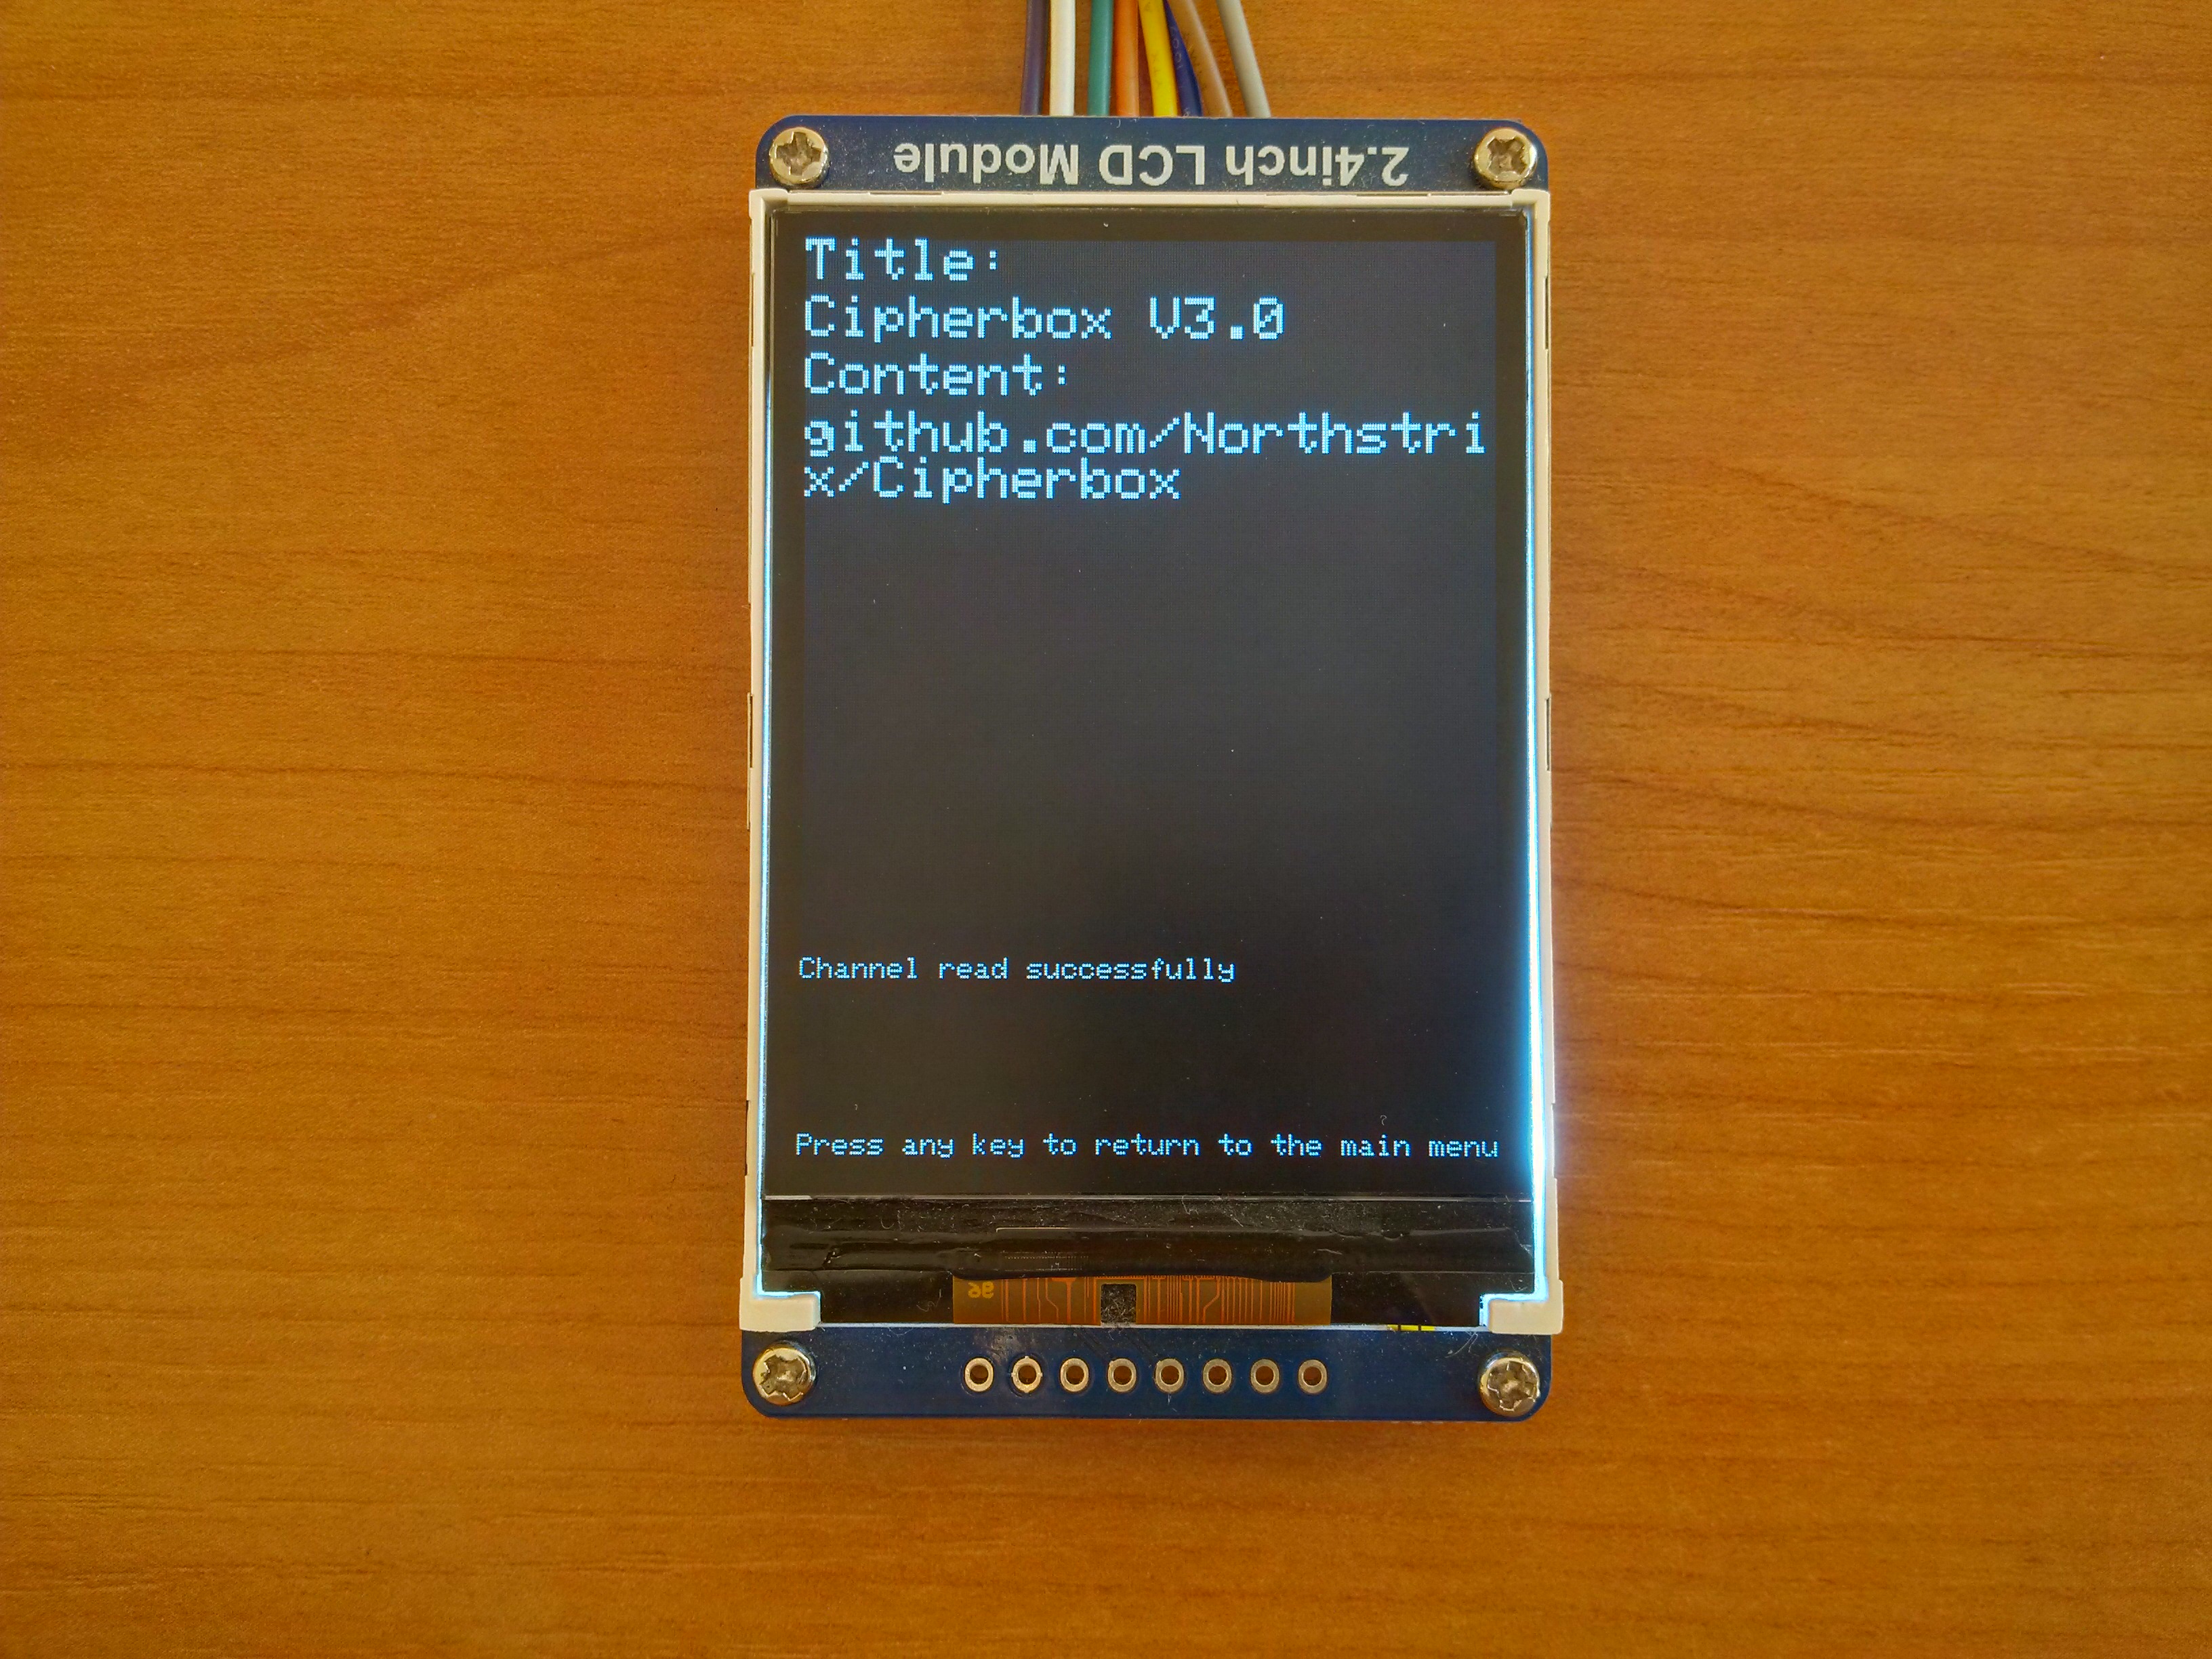 2.4inch LCD Module
Title:
Cipherbox V3.0
Content:
github.com/Northstri
x/Cipherbox
Channel read successfully
Press any key to return to the main menu